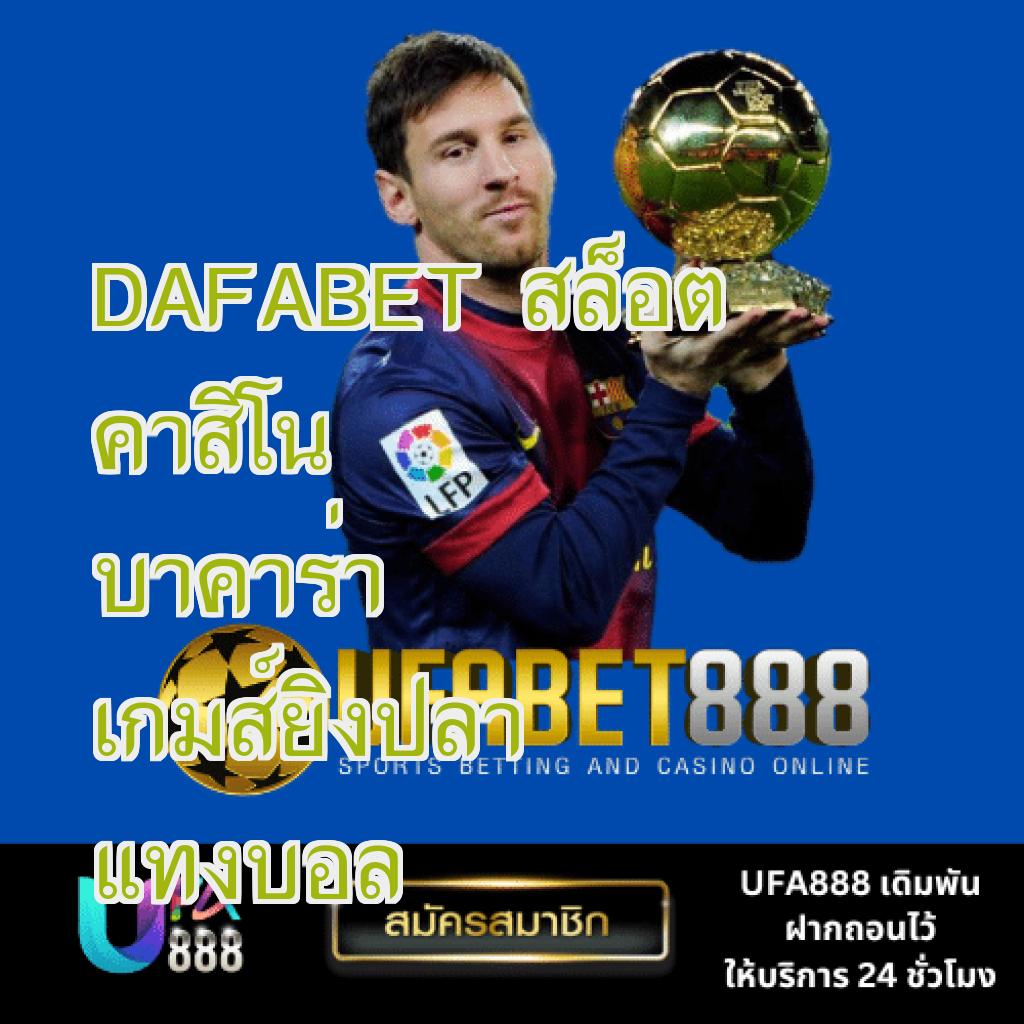 DAFABET สล็อต
คาสิโน
บาคาร่า
เกมส์ยิงปลา
แทงบอล
LFP
UFABET888
SPORTS BETTING AND CASINO ONLINE
UFA
888
สมัครสมาชิก
UFA888 เดิมพัน
ฝากถอนไว้
ให้บริการ 24 ชั่วโมง